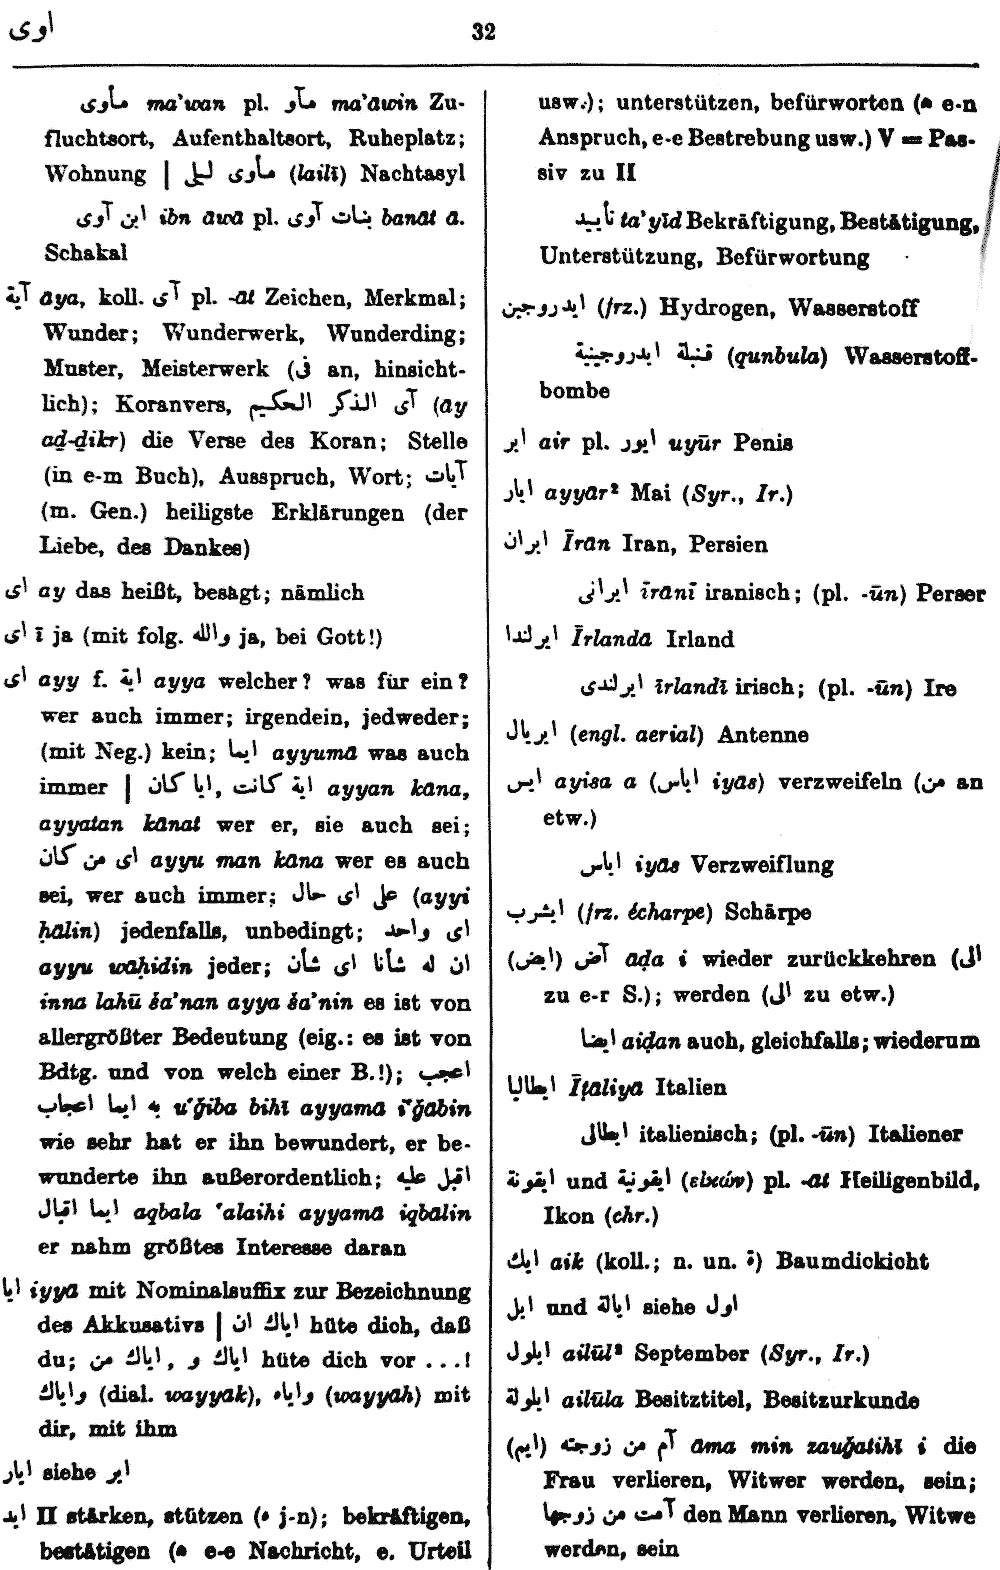 اوى
32
مأوى ma’wan pl. مآو ma’āwin Zu-
fluchtsort, Aufenthaltsort, Ruheplatz;
Wohnung | مأوى ليلى (lailī) Nachtasyl
ابن آوى ibn āwā pl. بنات آوى banāt ā.
Schakal
آية āya, koll. آى pl. -āt Zeichen, Merkmal;
Wunder; Wunderwerk, Wunderding;
Muster, Meisterwerk (فى an, hinsicht-
lich); Koranvers, آى الذكر الحكيم (āy
aḏ-ḏikr) die Verse des Koran; Stelle
(in e-m Buch), Ausspruch, Wort; آيات
(m. Gen.) heiligste Erklärungen (der
Liebe, des Dankes)
اى ay das heißt, besagt; nämlich
اى ī ja (mit folg. والله ja, bei Gott!)
اى ayy f. اية ayya welcher? was für ein?
wer auch immer; irgendein, jedweder;
(mit Neg.) kein; ايما ayyumā was auch
immer | ايا كان, اية كانت ayyan kāna,
ayyatan kānat wer er, sie auch sei;
اى من كان ayyu man kāna wer es auch
sei, wer auch immer; على اى حال (ayyi
ḥālin) jedenfalls, unbedingt; اى واحد
ayyu wāḥidin jeder; ان له شأنا اى شأن
inna lahū ša’nan ayya ša’nin es ist von
allergrößter Bedeutung (eig.: es ist von
Bdtg. und von welch einer B.!); اعجب
به ايما اعجاب u‘ǧiba bihī ayyamā i‘ǧābin
wie sehr hat er ihn bewundert, er be-
wunderte ihn außerordentlich; اقبل عليه
ايما اقبال aqbala ‘alaihi ayyamā iqbālin
er nahm größtes Interesse daran
ايا iyyā mit Nominalsuffix zur Bezeichnung
des Akkusativs | اياك ان hüte dich, daß
du; اياك من, اياك و hüte dich vor ...!
واياك (dial. wayyāk), واياه (wayyāh) mit
dir, mit ihm
ايار siehe اير
ايد II stärken, stützen (ه j-n); bekräftigen,
bestätigen (ه e-e Nachricht, e. Urteil
usw.); unterstützen, befürworten (ه e-n
Anspruch, e-e Bestrebung usw.) V = Pas-
siv zu II
تأييد ta’yīd Bekräftigung, Bestätigung,
Unterstützung, Befürwortung
ايدروجين (frz.) Hydrogen, Wasserstoff
قنبلة ايدروجينية (qunbula) Wasserstoff-
bombe
اير air pl. ايور uyūr Penis
ايار ayyār² Mai (Syr., Ir.)
ايران Īrān Iran, Persien
ايرانى īrānī iranisch; (pl. -ūn) Perser
ايرلندا Īrlandā Irland
ايرلندى īrlandī irisch; (pl. -ūn) Ire
ايريال (engl. aerial) Antenne
ايس ayisa a (اياس iyās) verzweifeln (من an
etw.)
اياس iyās Verzweiflung
ايشرب (frz. écharpe) Schärpe
(ايض) آض āḍa i wieder zurückkehren (الى
zu e-r S.); werden (الى zu etw.)
ايضا aiḍan auch, gleichfalls; wiederum
ايطاليا Īṭāliyā Italien
ايطالى italienisch; (pl. -ūn) Italiener
ايقونة und ايقونية (εἰκών) pl. -āt Heiligenbild,
Ikon (chr.)
ايك aik (koll.; n. un. ة) Baumdickicht
ايل und ايالة siehe اول
ايلول ailūl² September (Syr., Ir.)
ايلولة ailūla Besitztitel, Besitzurkunde
(ايم) آم من زوجته āma min zauǧatihī i die
Frau verlieren, Witwer werden, sein;
آمت من زوجها den Mann verlieren, Witwe
werden, sein